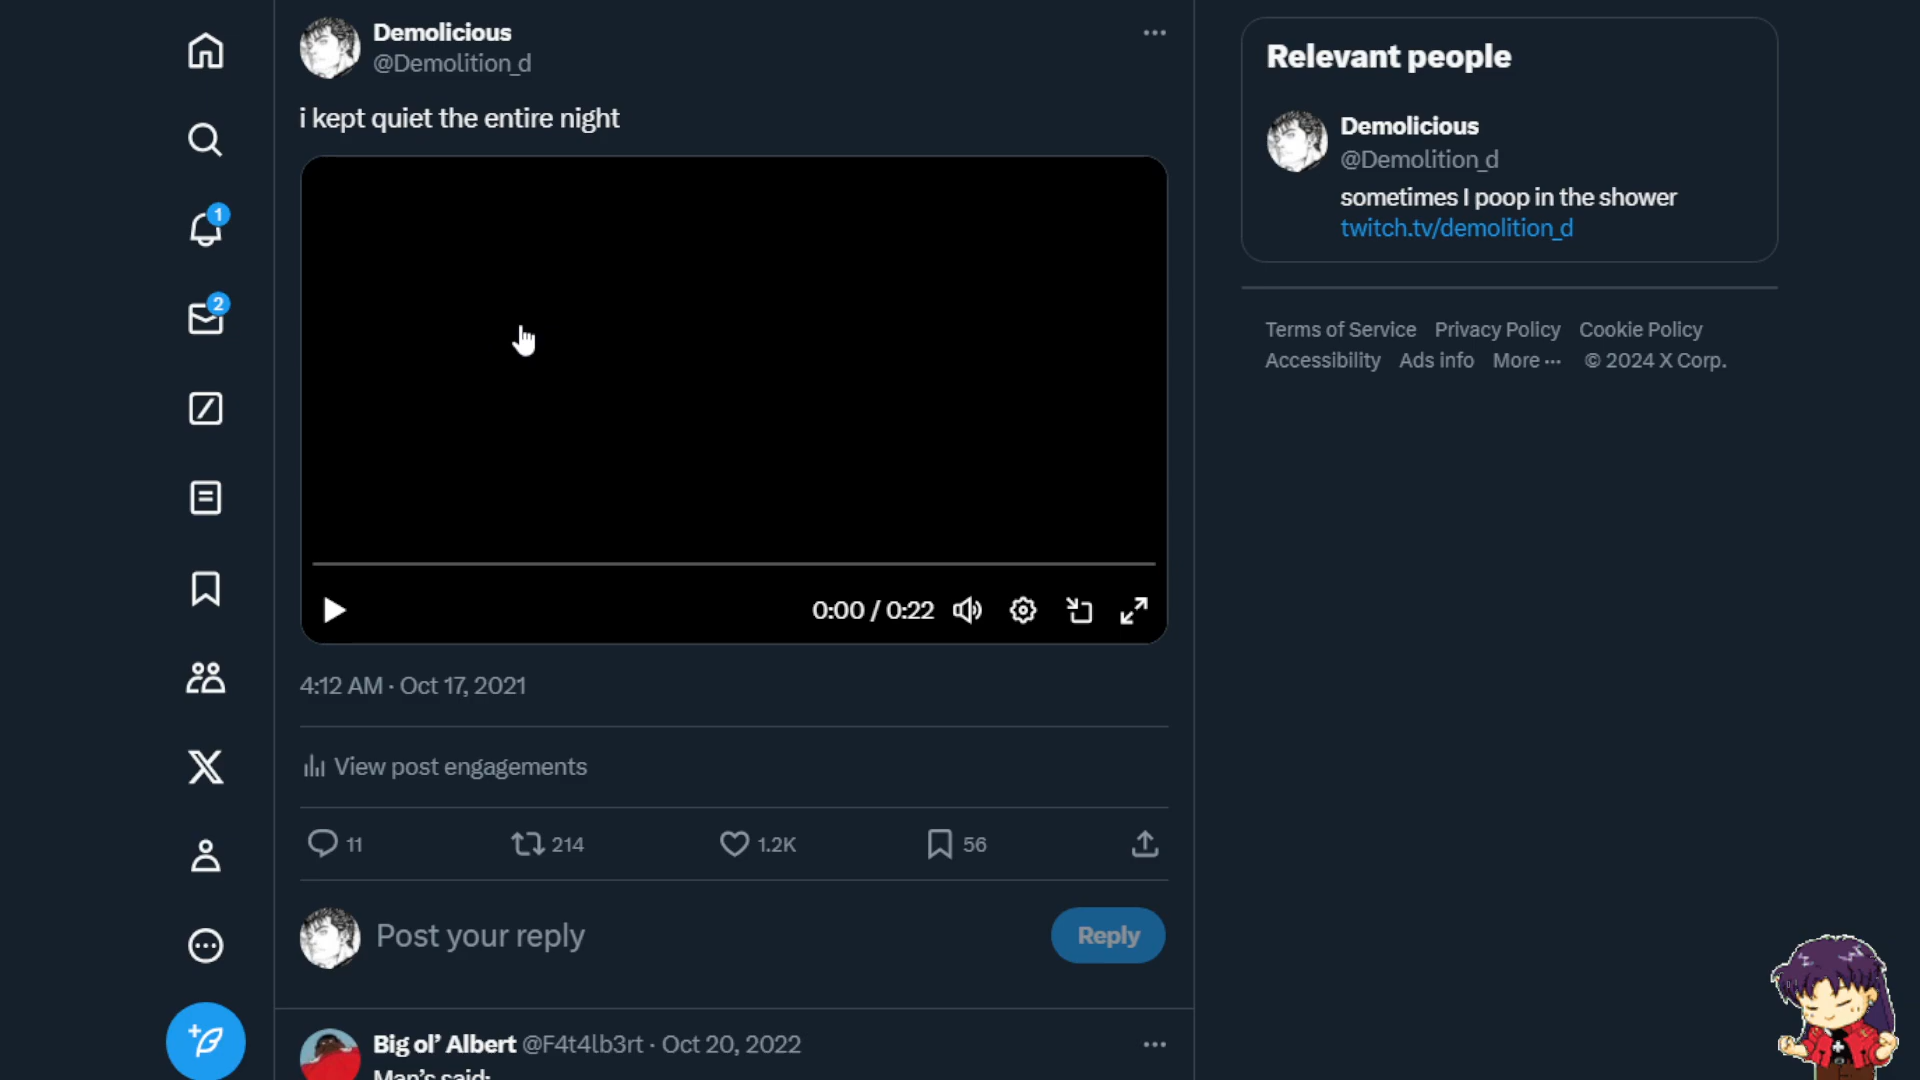 Demolicious
@Demolition_d
i kept quiet the entire night
0:00 / 0:22
4:12 AM · Oct 17, 2021
View post engagements
11 214 1.2K 56
Post your reply
Reply
Big ol’ Albert @F4t4lb3rt · Oct 20, 2022
Man’s said:
1
2
Relevant people
Demolicious
@Demolition_d
sometimes I poop in the shower
twitch.tv/demolition_d
Terms of Service Privacy Policy Cookie Policy
Accessibility Ads info More ··· © 2024 X Corp.